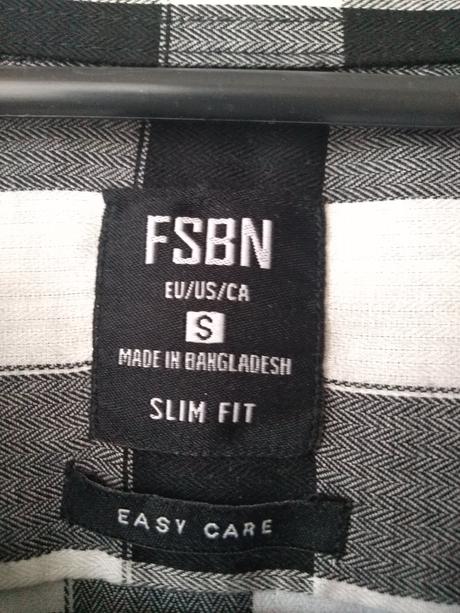 FSBN
EU/US/CA
S
MADE IN BANGLADESH
SLIM FIT
EASY CARE